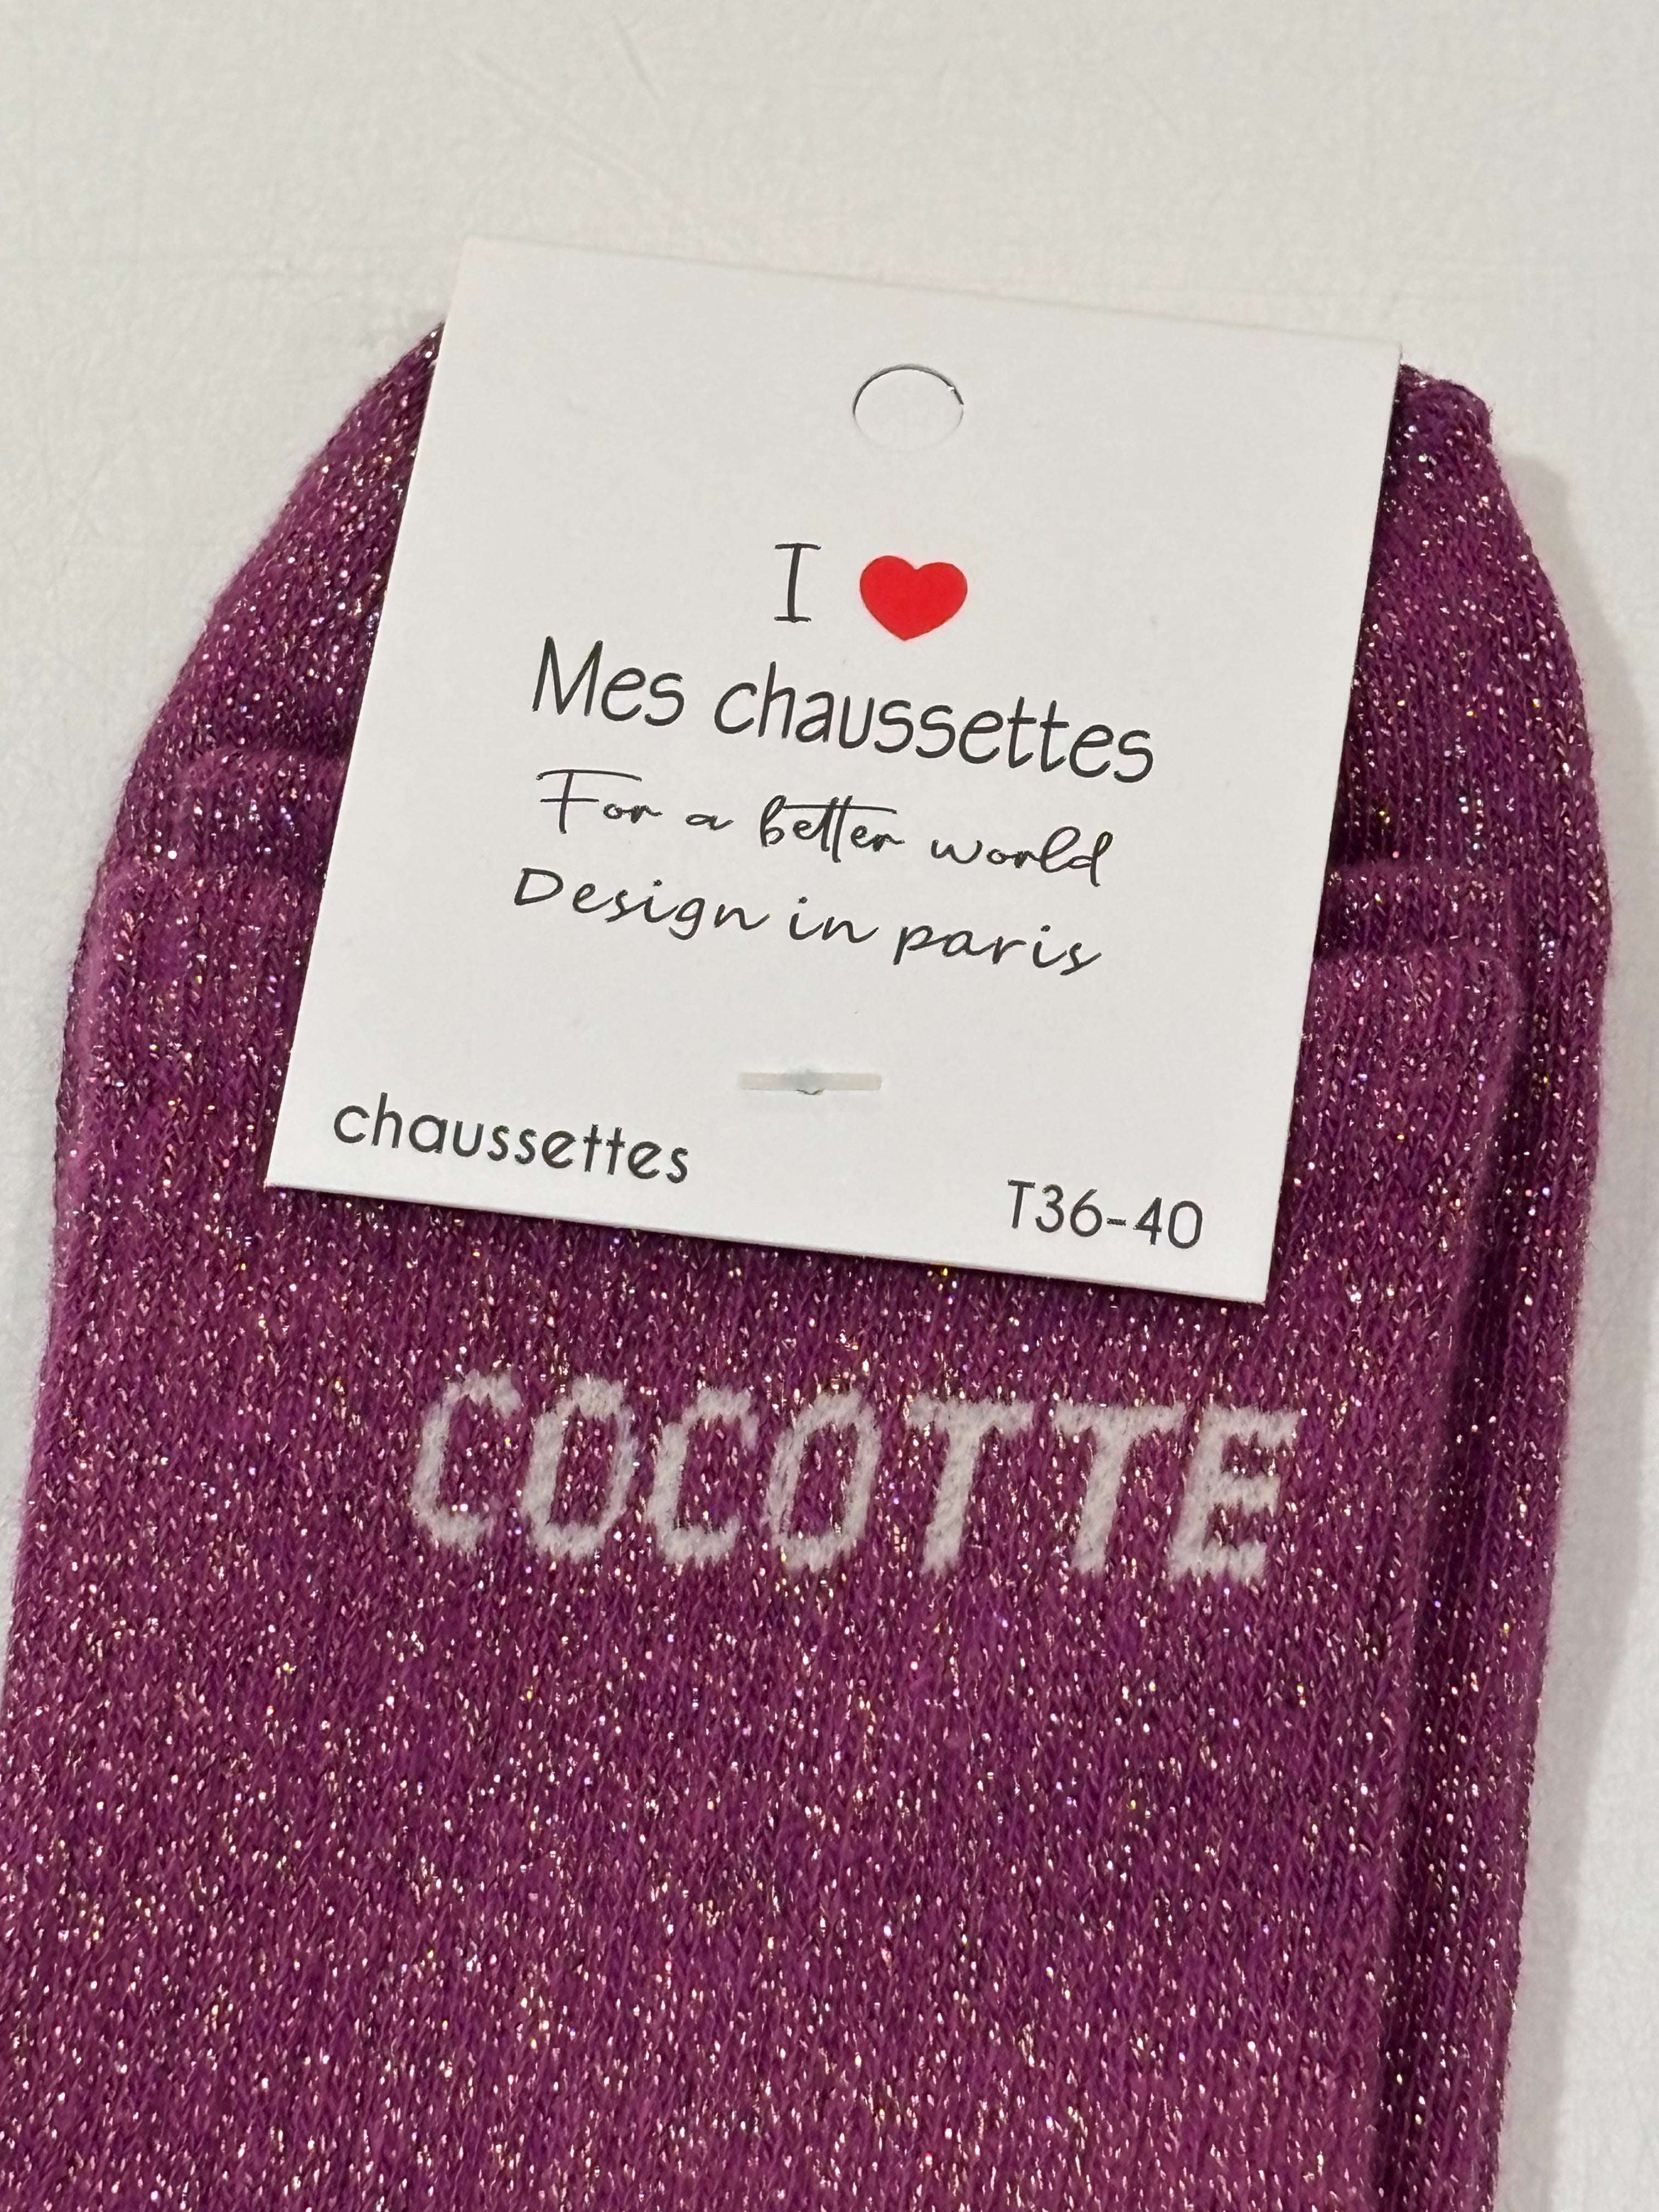 I ❤
Mes chaussettes
For a better world
Design in paris
chaussettes
T36-40
COCOTTE